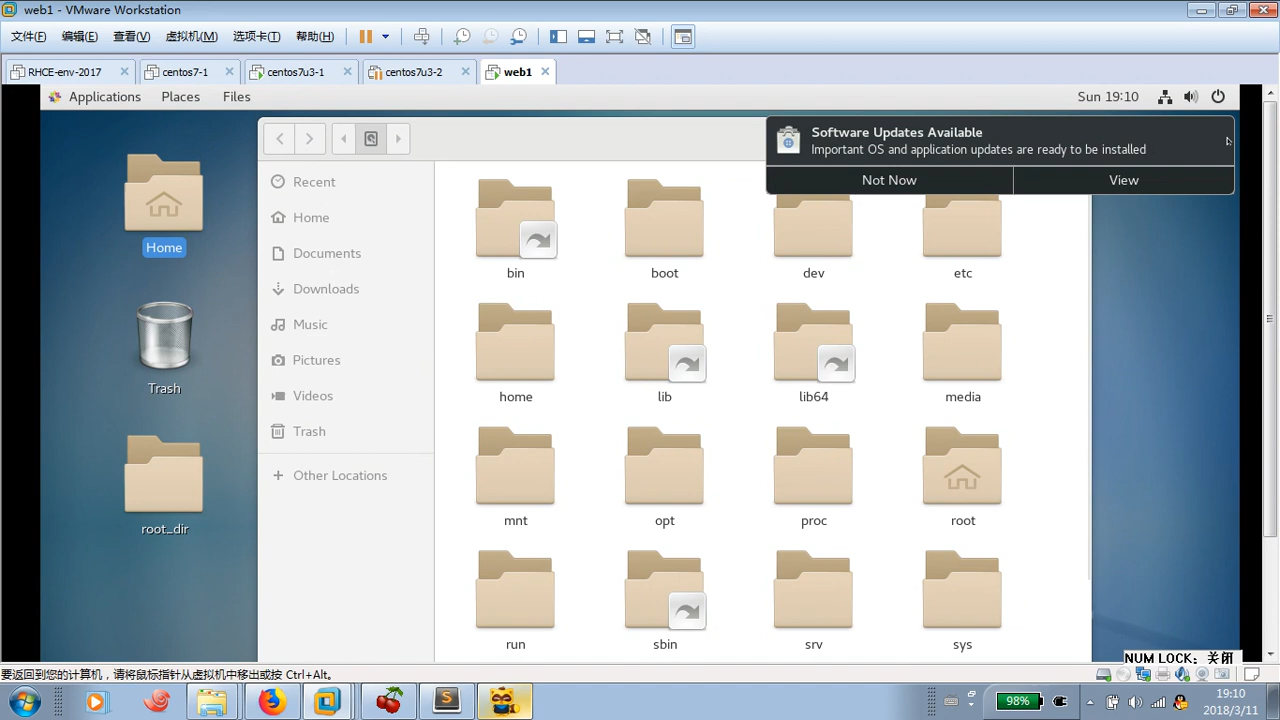 web1 - VMware Workstation
文件(F) 编辑(E) 查看(V) 虚拟机(M) 选项卡(T) 帮助(H)
RHCE-env-2017 centos7-1 centos7u3-1 centos7u3-2 web1
Applications Places Files Sun 19:10
Software Updates Available
Important OS and application updates are ready to be installed
Not Now View
Home
Trash
root_dir
Recent
Home
Documents
Downloads
Music
Pictures
Videos
Trash
+ Other Locations
bin boot dev etc
home lib lib64 media
mnt opt proc root
run sbin srv sys
NUM LOCK: 关闭
要返回到您的计算机，请将鼠标指针从虚拟机中移出或按 Ctrl+Alt。
98%
19:10
2018/3/11